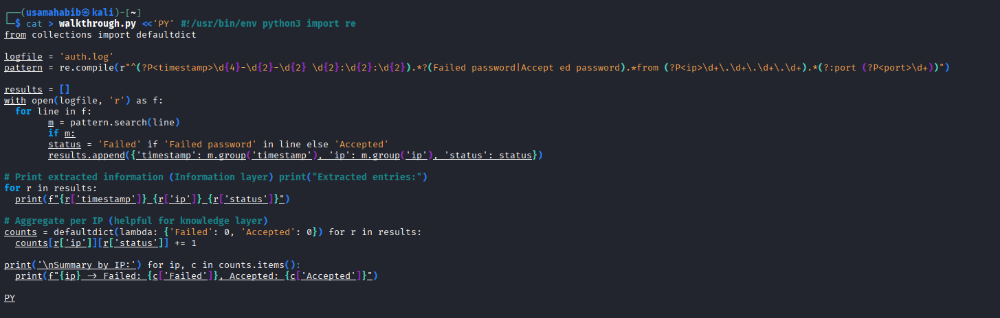 ┌──(usamahabib㉿kali)-[~]
└─$ cat > walkthrough.py <<'PY' #!/usr/bin/env python3 import re
from collections import defaultdict
logfile = 'auth.log'
pattern = re.compile(r"^(?P<timestamp>\d{4}-\d{2}-\d{2} \d{2}:\d{2}:\d{2}).*?(Failed password|Accept ed password).*from (?P<ip>\d+\.\d+\.\d+\.\d+).*(?:port (?P<port>\d+))")
results = []
with open(logfile, 'r') as f:
  for line in f:
        m = pattern.search(line)
        if m:
        status = 'Failed' if 'Failed password' in line else 'Accepted'
        results.append({'timestamp': m.group('timestamp'), 'ip': m.group('ip'), 'status': status})
# Print extracted information (Information layer) print("Extracted entries:")
for r in results:
  print(f"{r['timestamp']} {r['ip']} {r['status']}")
# Aggregate per IP (helpful for knowledge layer)
counts = defaultdict(lambda: {'Failed': 0, 'Accepted': 0}) for r in results:
  counts[r['ip']][r['status']] += 1
print('\nSummary by IP:') for ip, c in counts.items():
  print(f"{ip} → Failed: {c['Failed']}, Accepted: {c['Accepted']}")
PY